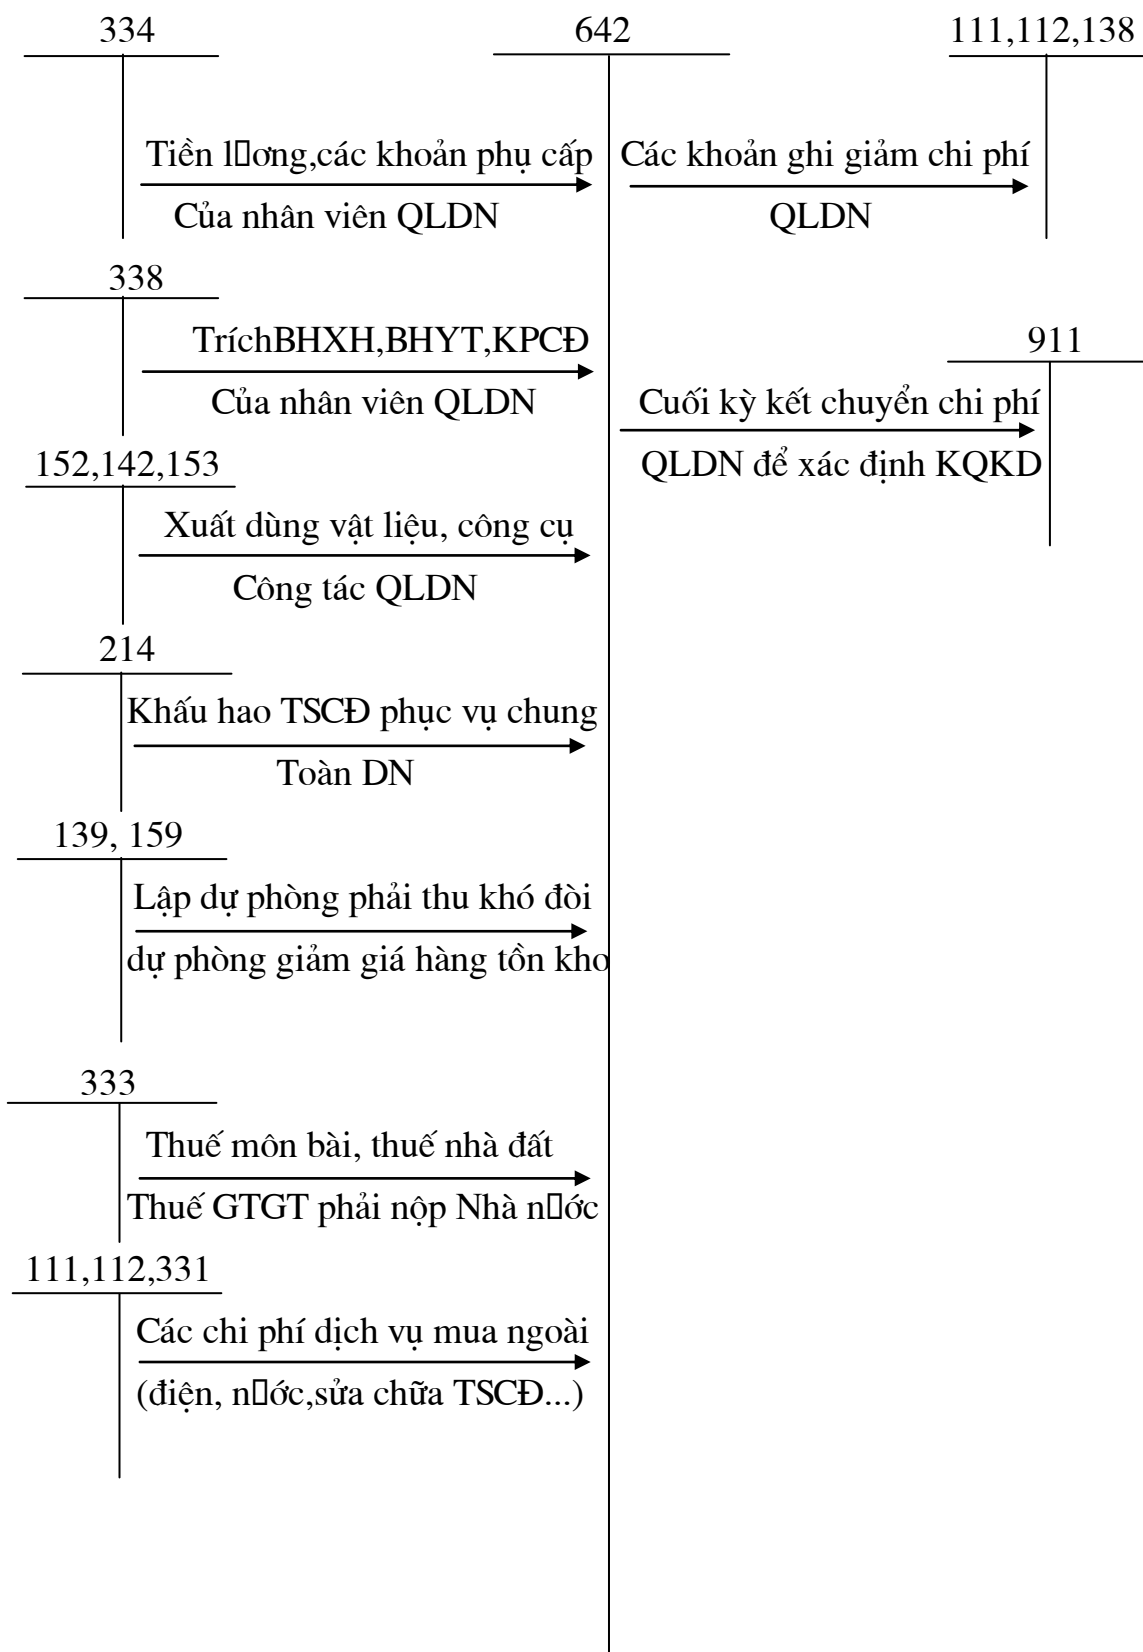 334
642
111,112,138
Tiền l▯ơng,các khoản phụ cấp
Của nhân viên QLDN
Các khoản ghi giảm chi phí
QLDN
338
TríchBHXH,BHYT,KPCĐ
Của nhân viên QLDN
911
Cuối kỳ kết chuyển chi phí
QLDN để xác định KQKD
152,142,153
Xuất dùng vật liệu, công cụ
Công tác QLDN
214
Khấu hao TSCĐ phục vụ chung
Toàn DN
139, 159
Lập dự phòng phải thu khó đòi
dự phòng giảm giá hàng tồn kho
333
Thuế môn bài, thuế nhà đất
Thuế GTGT phải nộp Nhà n▯ớc
111,112,331
Các chi phí dịch vụ mua ngoài
(điện, n▯ớc,sửa chữa TSCĐ...)